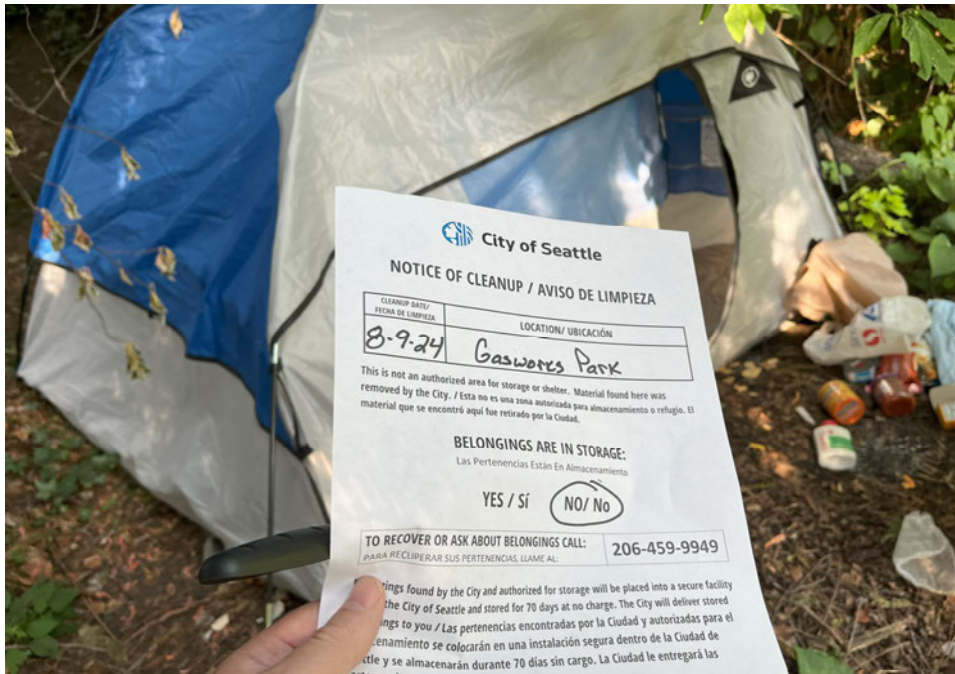 City of Seattle
NOTICE OF CLEANUP / AVISO DE LIMPIEZA
CLEANUP DATE/
FECHA DE LIMPIEZA
LOCATION/ UBICACIÓN
8-9-24
Gasworks Park
This is not an authorized area for storage or shelter. Material found here was
removed by the City. / Esta no es una zona autorizada para almacenamiento o refugio. El
material que se encontró aquí fue retirado por la Ciudad.
BELONGINGS ARE IN STORAGE:
Las Pertenencias Están En Almacenamiento
YES / SÍ NO/ No
TO RECOVER OR ASK ABOUT BELONGINGS CALL:
PARA RECUPERAR SUS PERTENENCIAS, LLAME AL:
206-459-9949
ings found by the City and authorized for storage will be placed into a secure facility
the City of Seattle and stored for 70 days at no charge. The City will deliver stored
ngs to you / Las pertenencias encontradas por la Ciudad y autorizadas para el
cenamiento se colocarán en una instalación segura dentro de la Ciudad de
ttle y se almacenarán durante 70 días sin cargo. La Ciudad le entregará las